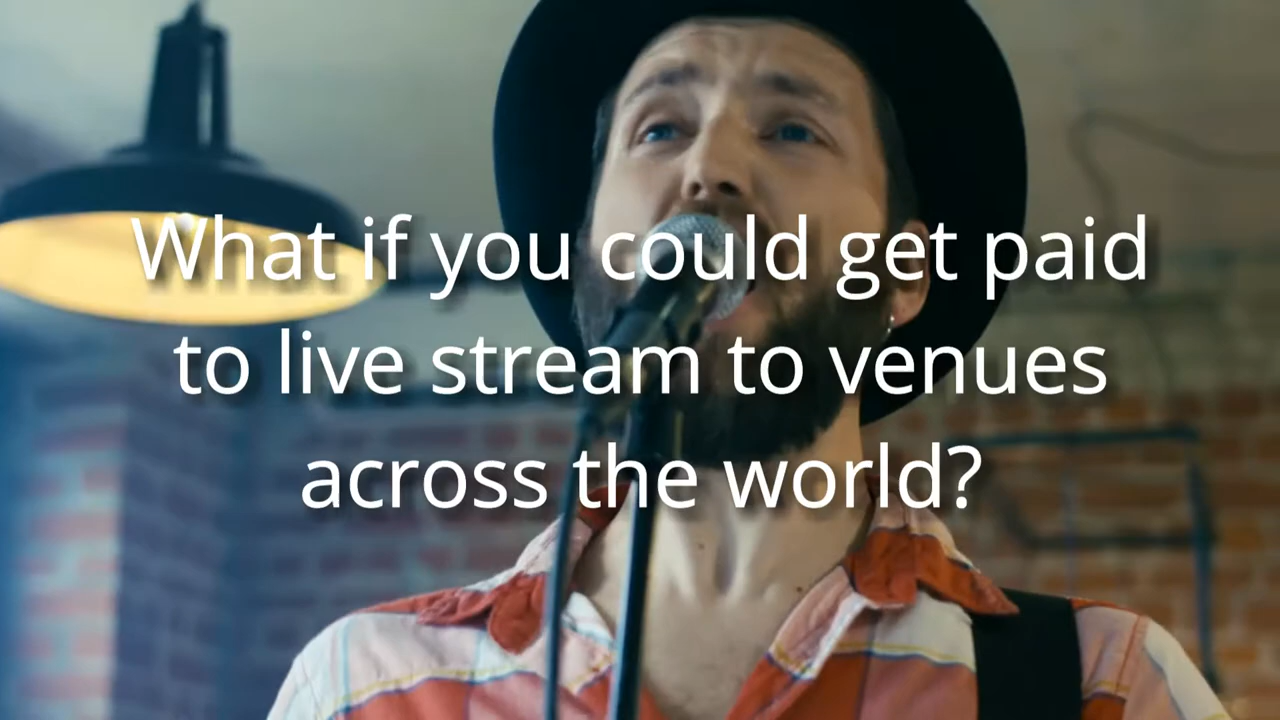 What if you could get paid
to live stream to venues
across the world?